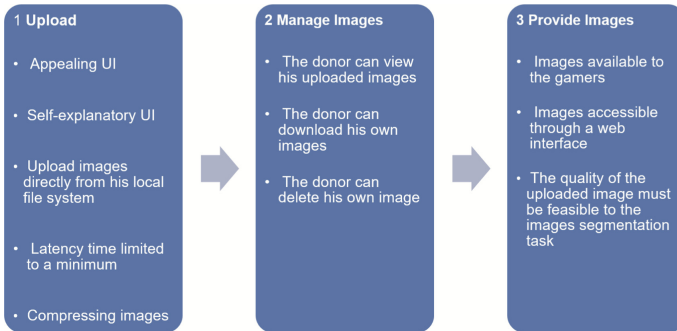 1 Upload
• Appealing UI
• Self-explanatory UI
• Upload images
directly from his local
file system
• Latency time limited
to a minimum
• Compressing images
2 Manage Images
• The donor can view
his uploaded images
• The donor can
download his own
images
• The donor can
delete his own image
3 Provide Images
• Images available to
the gamers
• Images accessible
through a web
interface
• The quality of the
uploaded image must
be feasible to the
images segmentation
task